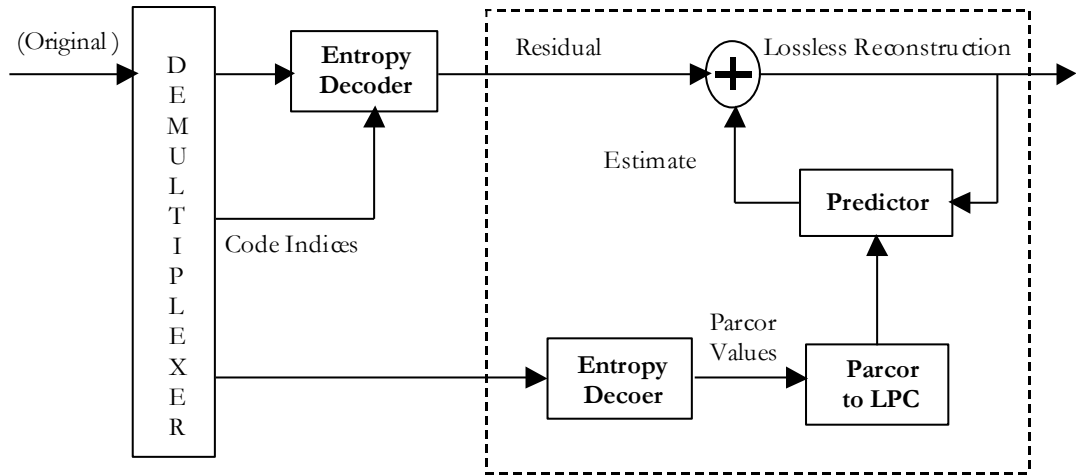 (Original)
D
E
M
U
L
T
I
P
L
E
X
E
R
Entropy
Decoder
Code Indices
Residual
Lossless Reconstruction
Estimate
Predictor
Entropy
Decoer
Parcor
Values
Parcor
to LPC